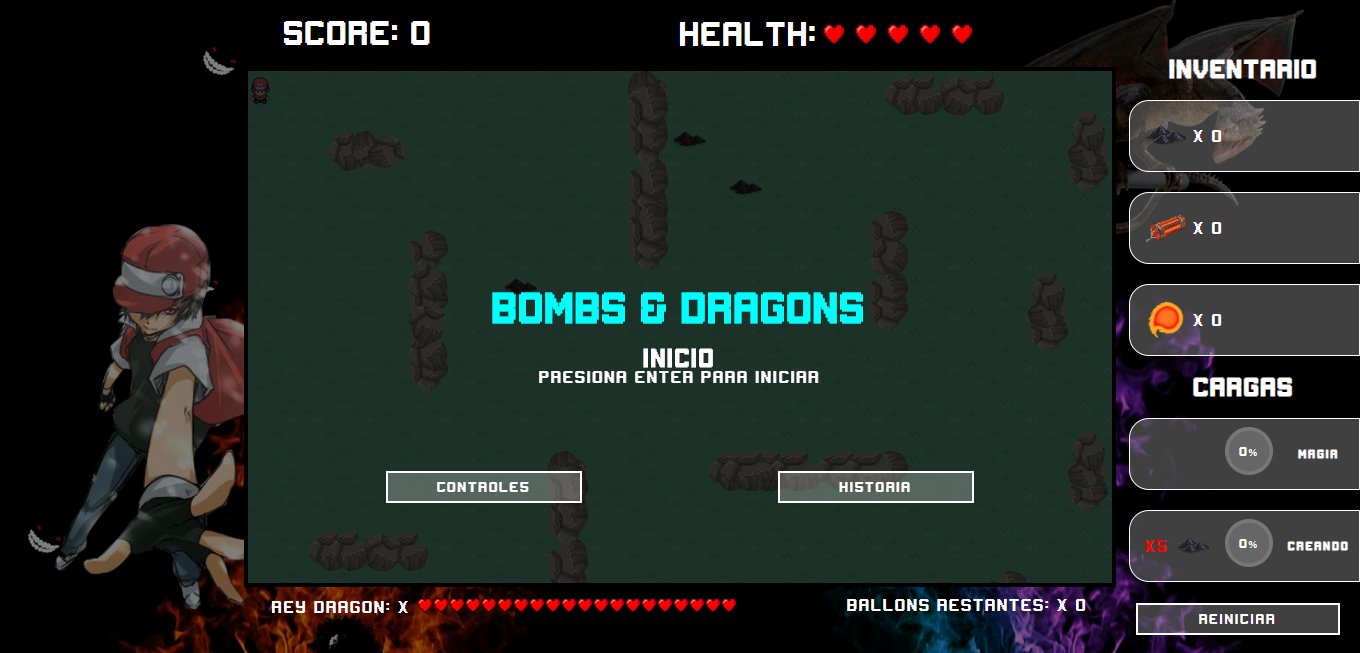 SCORE: 0
HEALTH:
INVENTARIO
X 0
X 0
X 0
BOMBS & DRAGONS
INICIO
PRESIONA ENTER PARA INICIAR
CONTROLES
HISTORIA
CARGAS
0%
MAGIA
X5
0%
CREANDO
REY DRAGON: X
BALLONS RESTANTES: X 0
REINICIAR